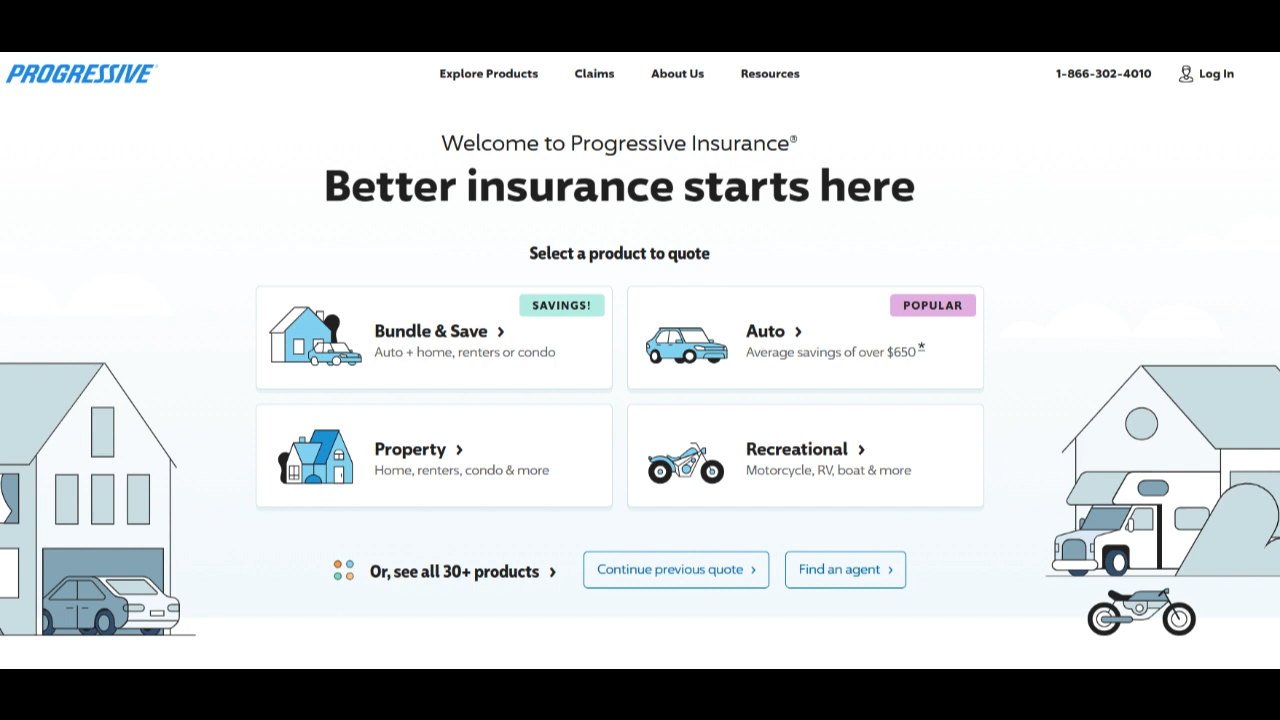 PROGRESSIVE
Explore Products
Claims
About Us
Resources
1-866-302-4010
Log In
Welcome to Progressive Insurance®
Better insurance starts here
Select a product to quote
SAVINGS!
Bundle & Save
Auto + home, renters or condo
POPULAR
Auto
Average savings of over $650*
Property
Home, renters, condo & more
Recreational
Motorcycle, RV, boat & more
Or, see all 30+ products
Continue previous quote
Find an agent